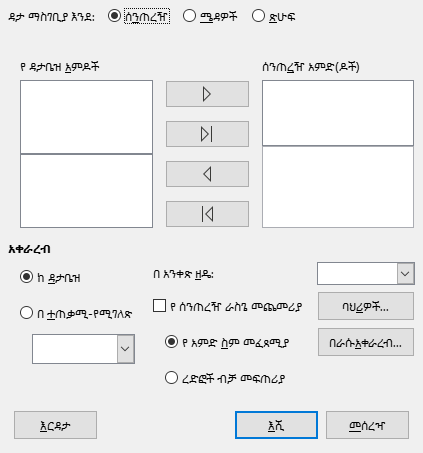 ዳታ ማስገቢያ እንደ: ሰንጠረዥ ሜዳዎች ጽሁፍ
የ ዳታቤዝ አምዶች ሰንጠረዥ አምድ(ዶች)
አቀራረብ
ከ ዳታቤዝ በ አንቀጽ ዘዴ:
በ ተጠቃሚ-የሚገለጽ የ ሰንጠረዥ ራስጌ መጨመሪያ ባህሪዎች...
የ አምድ ስም መፈጸሚያ በራሱ-አቀራረብ...
ረድፎች ብቻ መፍጠሪያ
እርዳታ እሺ መሰረዝ